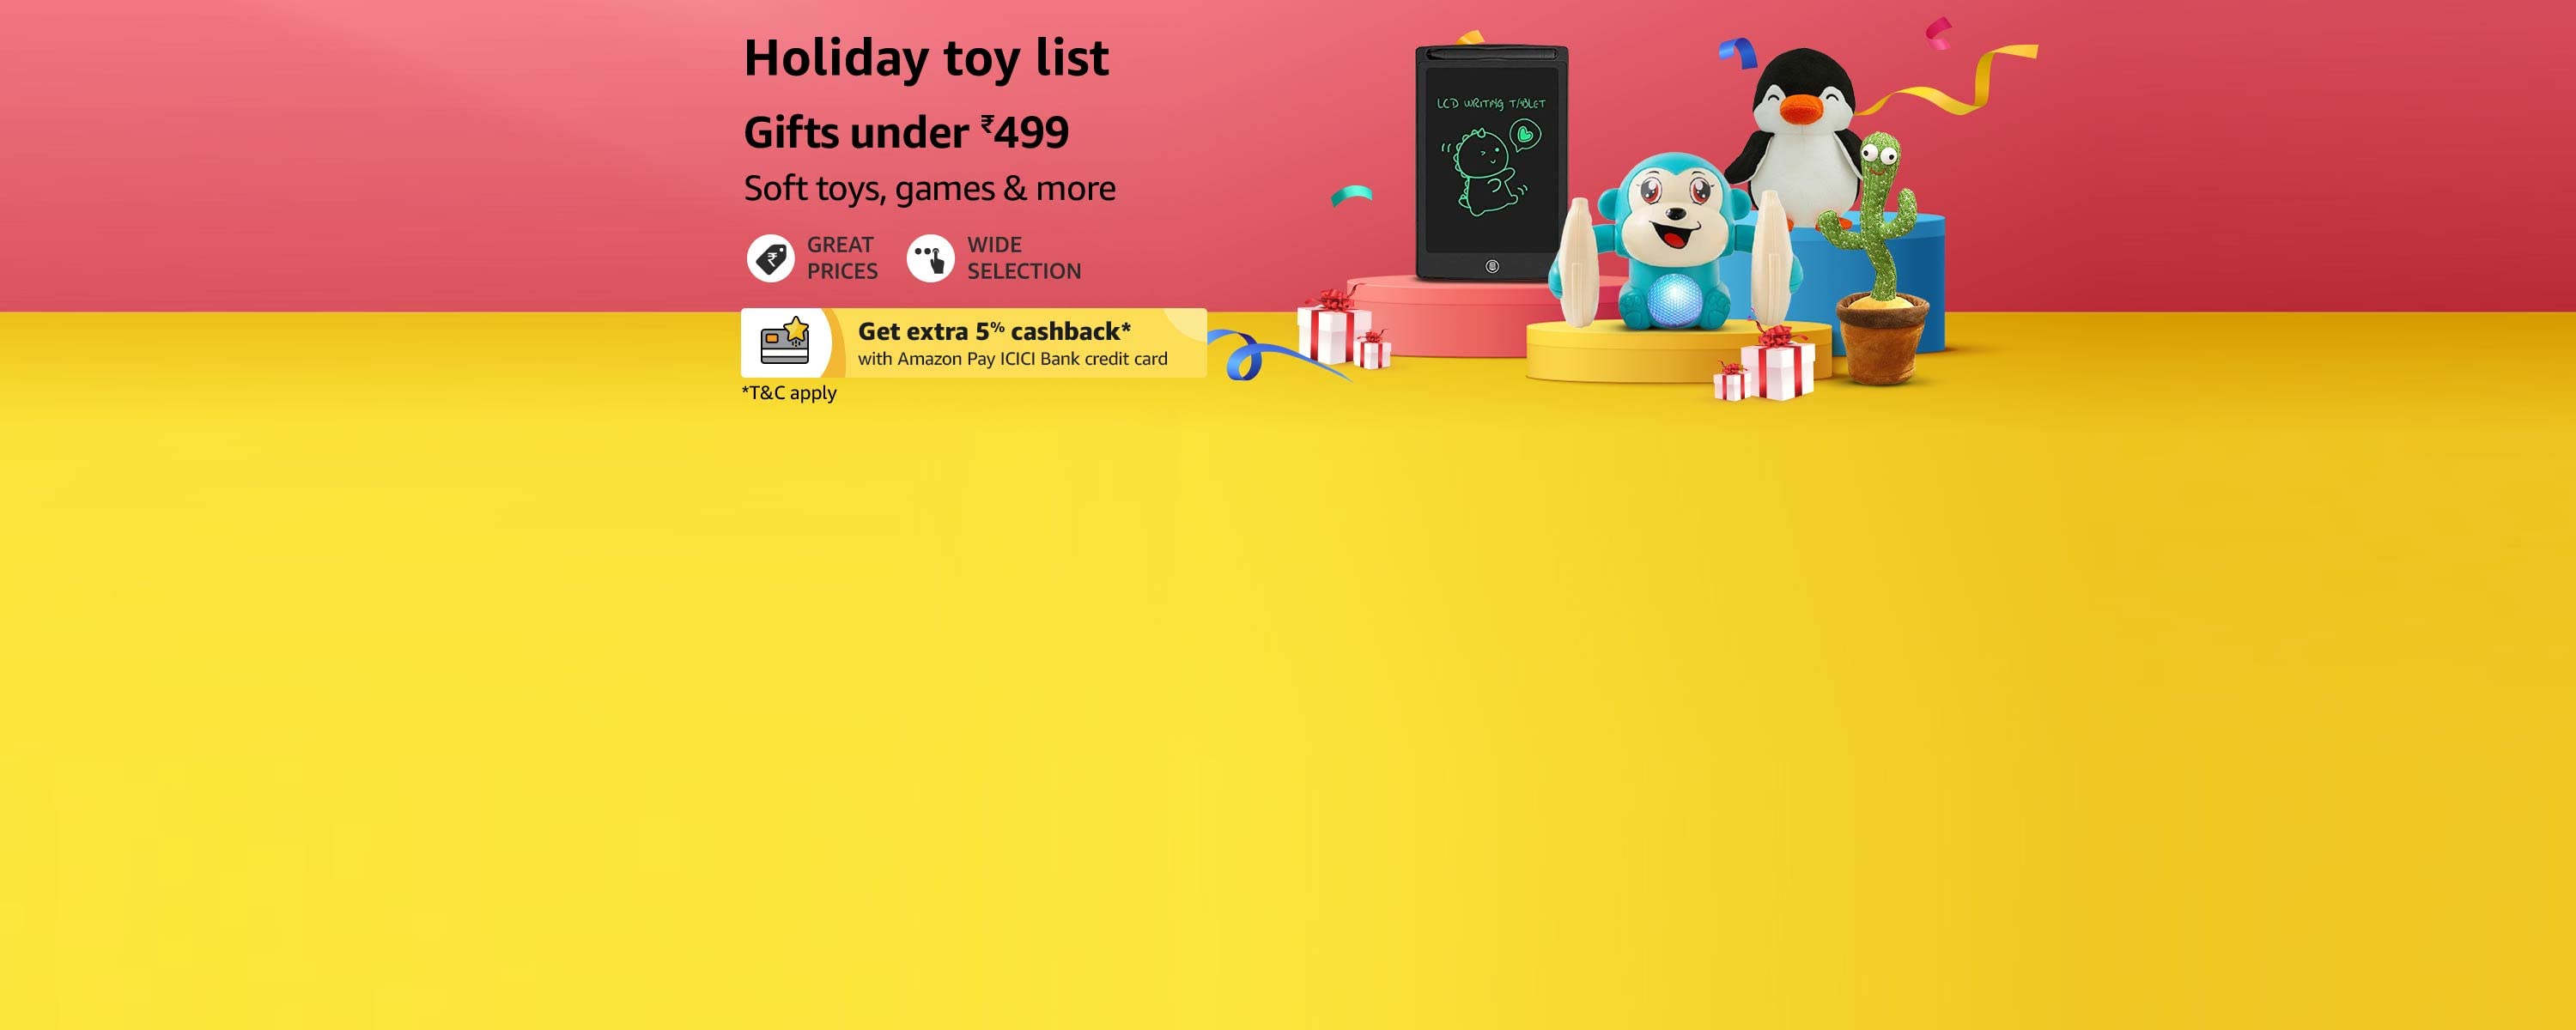 Holiday toy list
Gifts under ₹499
Soft toys, games & more
GREAT
PRICES
WIDE
SELECTION
Get extra 5% cashback*
with Amazon Pay ICICI Bank credit card
*T&C apply
LCD WRITING TABLET